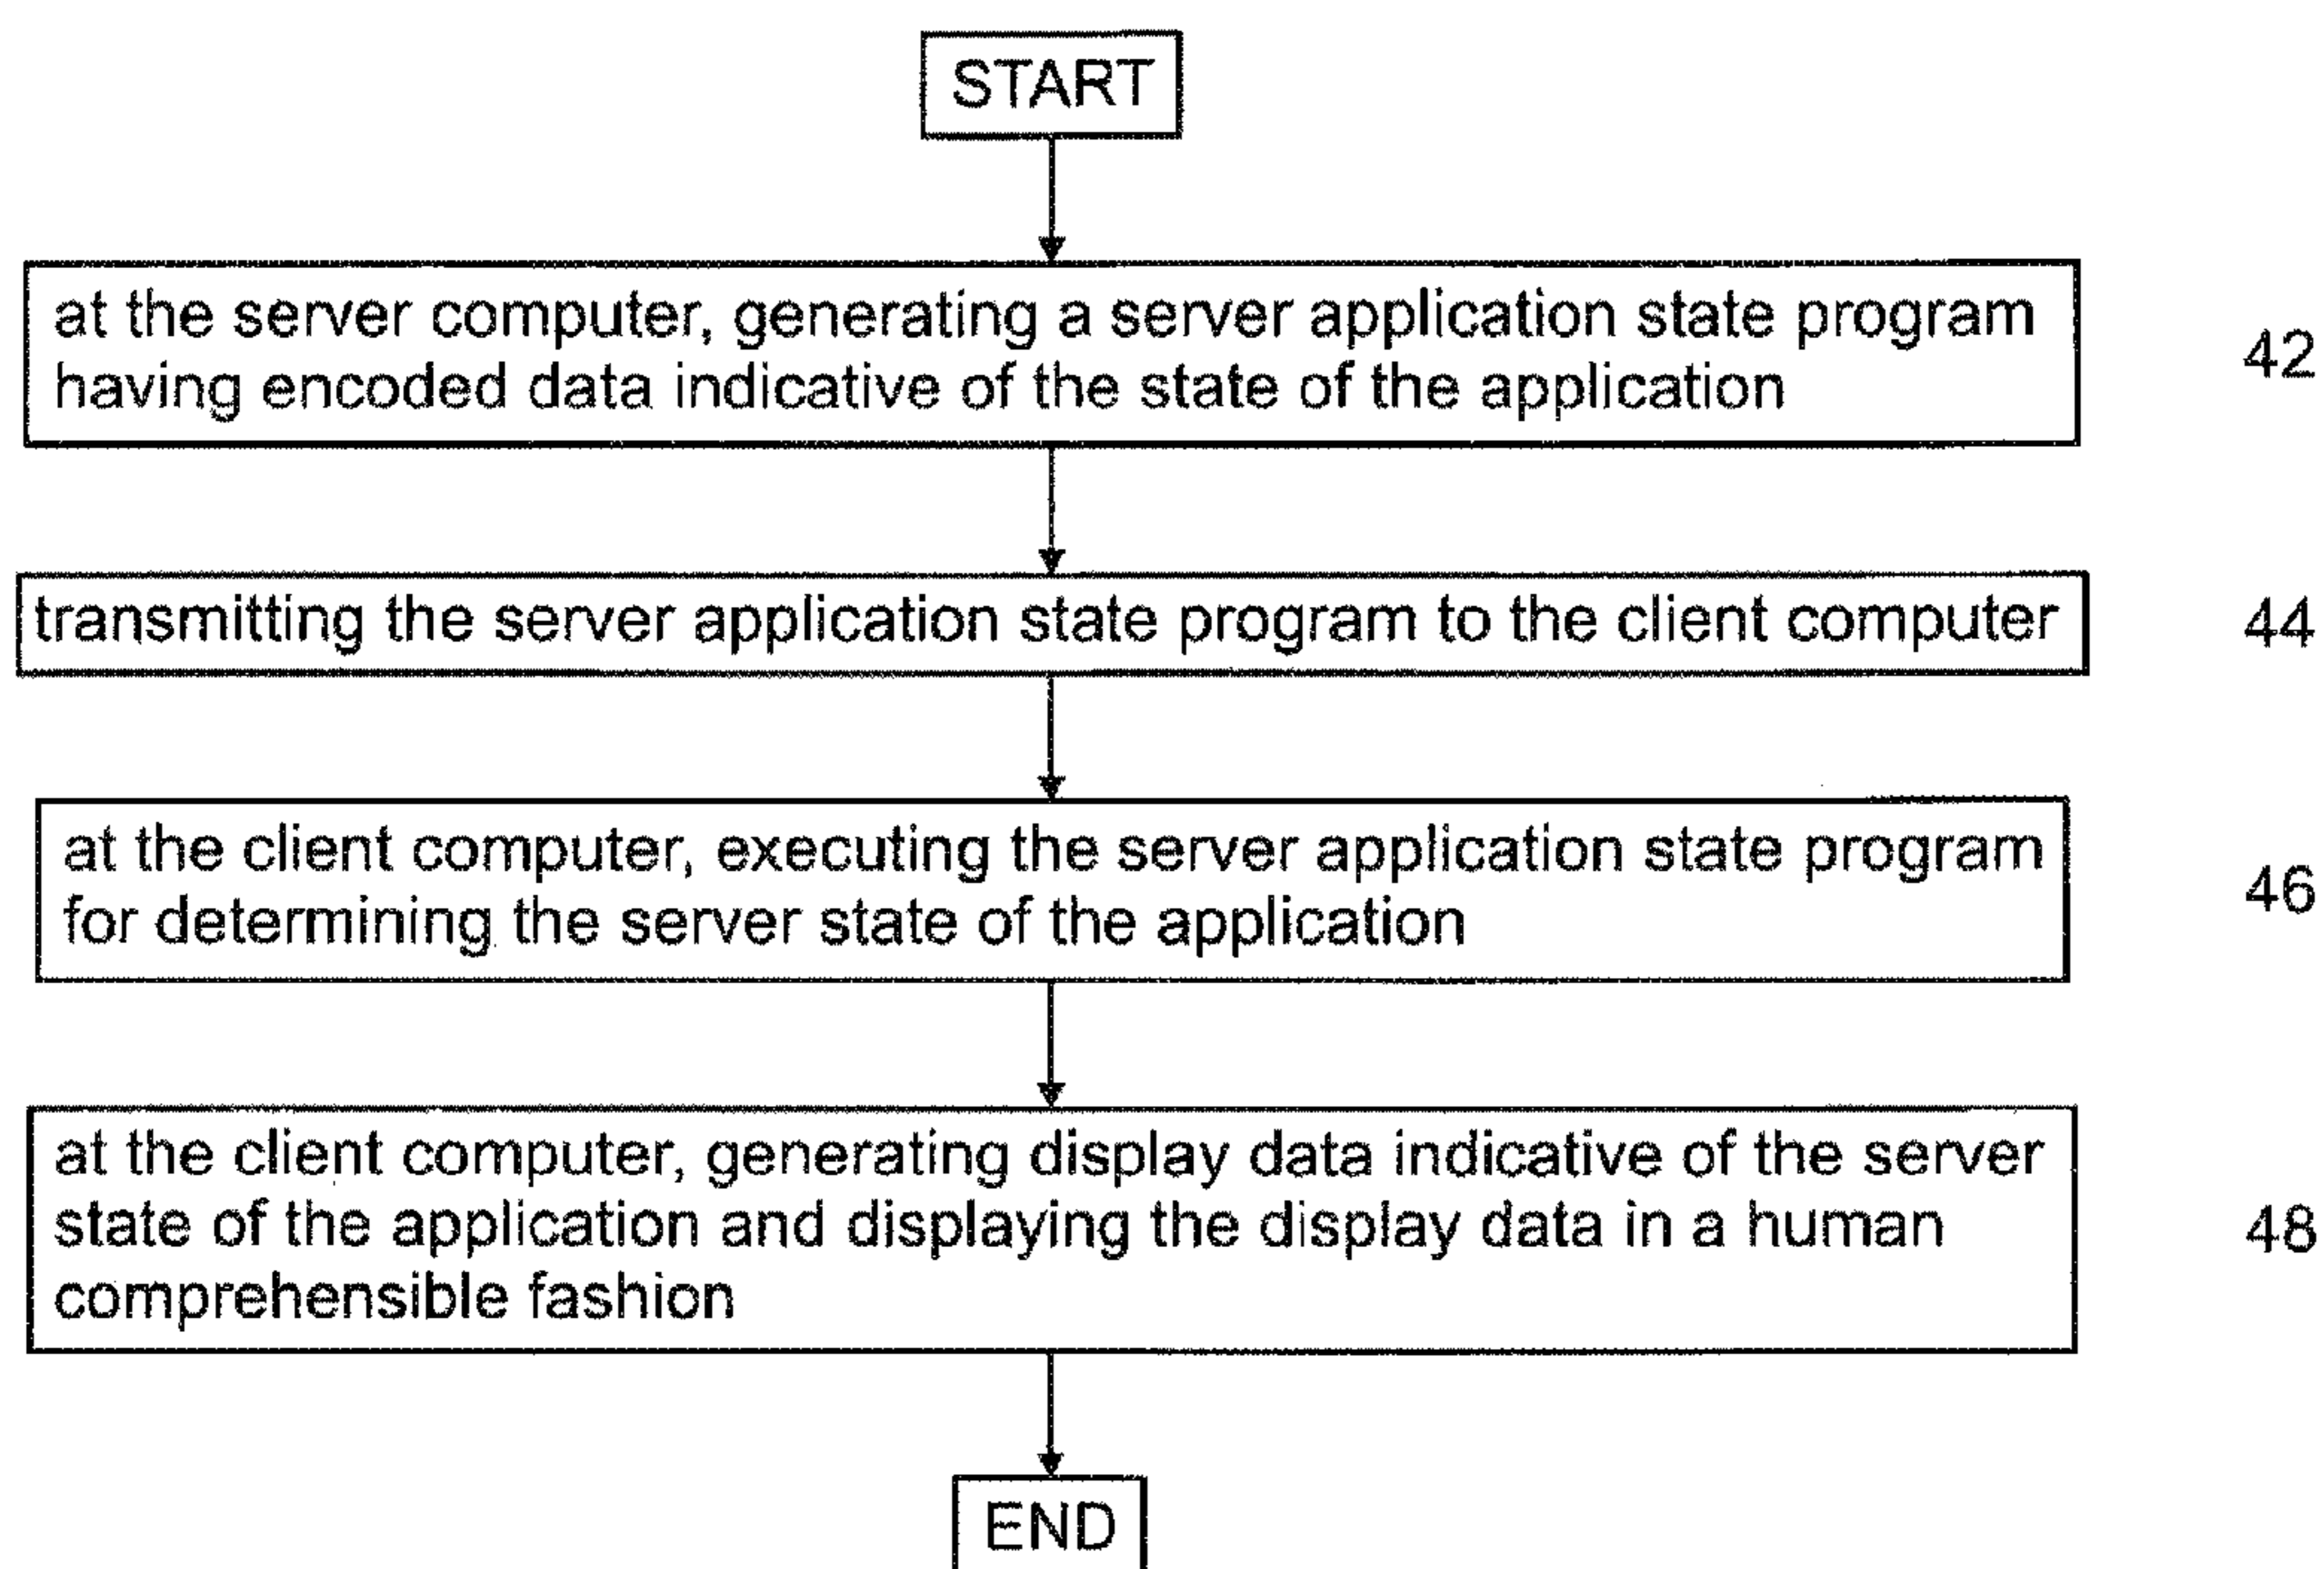 START
at the server computer, generating a server application state program
having encoded data indicative of the state of the application
42
transmitting the server application state program to the client computer
44
at the client computer, executing the server application state program
for determining the server state of the application
46
at the client computer, generating display data indicative of the server
state of the application and displaying the display data in a human
comprehensible fashion
48
END